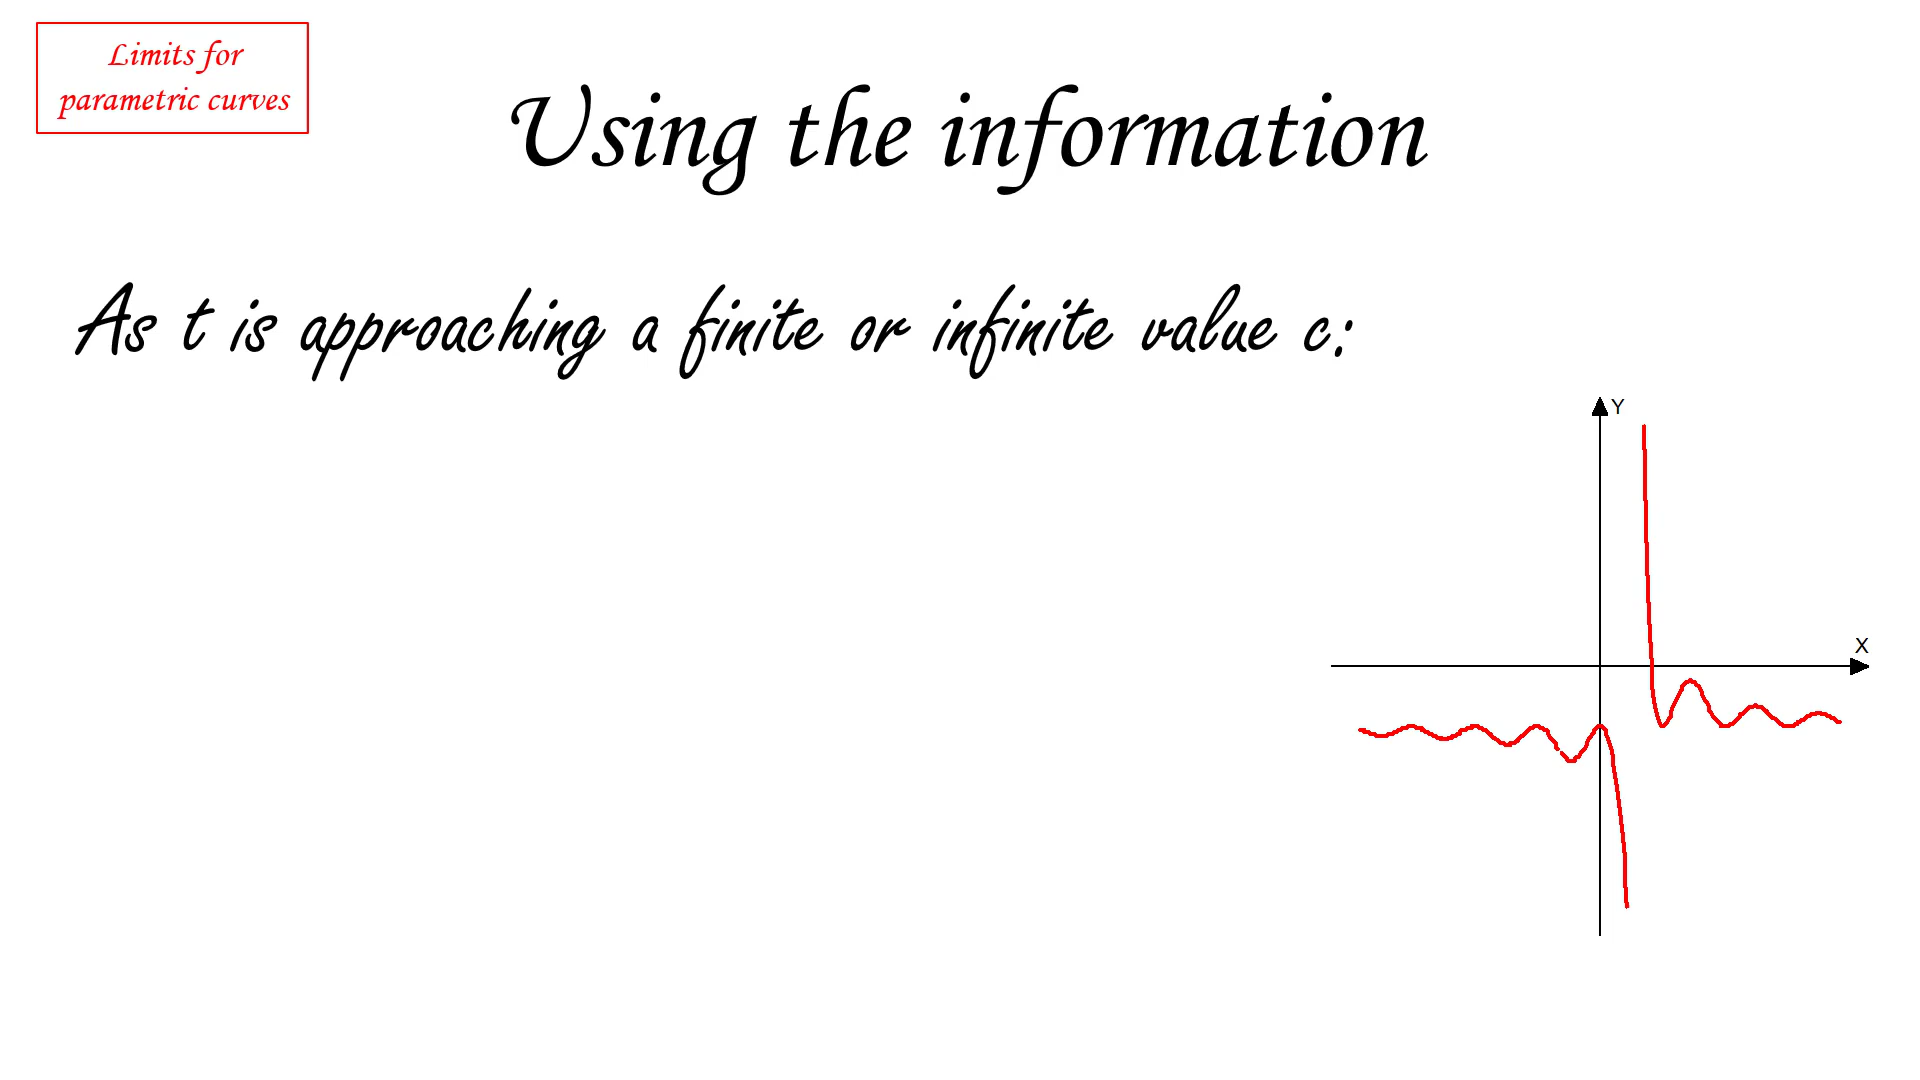 Limits for
parametric curves
Using the information
As t is approaching a finite or infinite value c:
Y
X